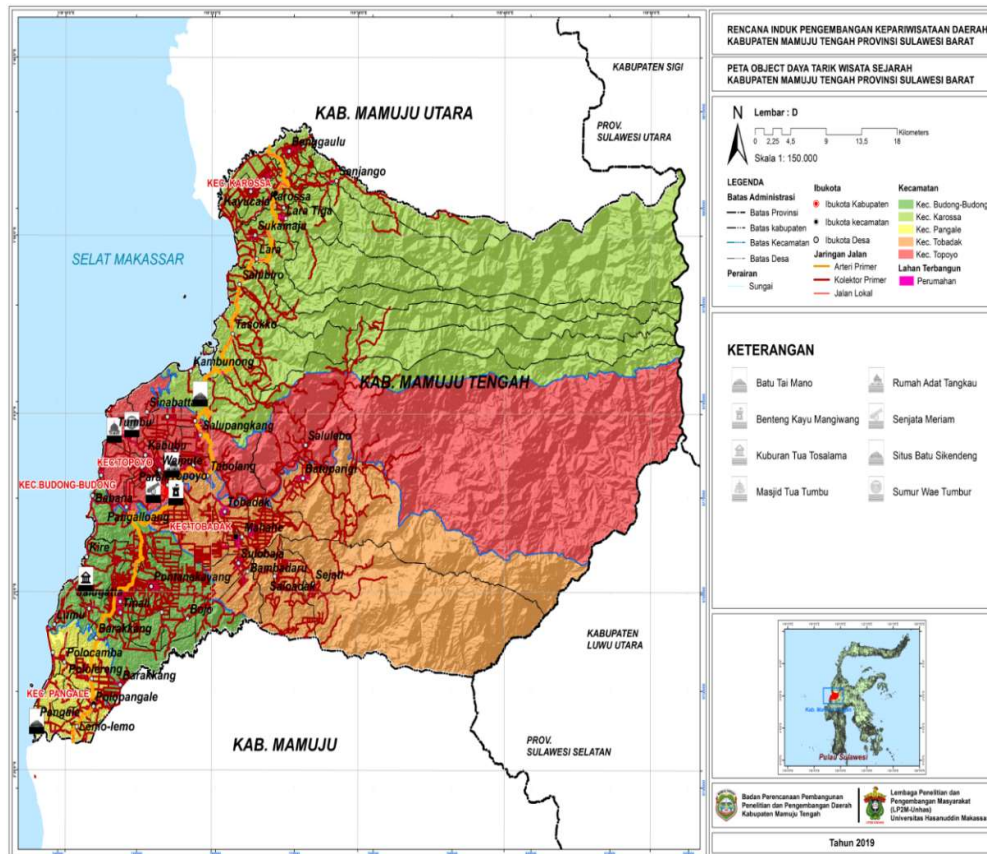 KABUPATEN SIGI
KAB. MAMUJU UTARA
PROV.
SULAWESI UTARA
Benggaulu
Sanjango
KEC. KAROSSA
Kayucalla
Karossa
Lara Tiga
Sukamaja
Lara
SELAT MAKASSAR
Salubiro
Tasokko
Kambunong
KAB. MAMUJU TENGAH
Sinabatta
Tumbu
Salupangkang
Kabubu
Salulebo
KEC.TOPOYO
Waipute
Tabolang
Batopangi
Topoyo
KEC.BUDONG-BUDONG
Babana
Tobadak
Pangalloang
KEC.TOBADAK
Mahahe
Kire
Sulobaja
Bambadaru
Sejati
Pontanakayang
Saloadak
Tinali
Bojo
Lumu
Barakkang
Polocamba
Pololereng
Barakkang
KABUPATEN
LUWU UTARA
KEC. PANGALE
Polopangale
Pangale
Lemo-lemo
KAB. MAMUJU
PROV.
SULAWESI SELATAN
RENCANA INDUK PENGEMBANGAN KEPARIWISATAAN DAERAH
KABUPATEN MAMUJU TENGAH PROVINSI SULAWESI BARAT
PETA OBJECT DAYA TARIK WISATA SEJARAH
KABUPATEN MAMUJU TENGAH PROVINSI SULAWESI BARAT
N
Lembar : D
0 2,25 4,5 9 13,5 18
Kilometers
Skala 1: 150.000
LEGENDA
Batas Administrasi
Batas Provinsi
Batas kabupaten
Batas Kecamatan
Batas Desa
Perairan
Sungai
Ibukota
Ibukota Kabupaten
Ibukota kecamatan
Ibukota Desa
Jaringan Jalan
Arteri Primer
Kolektor Primer
Jalan Lokal
Kecamatan
Kec. Budong-Budong
Kec. Karossa
Kec. Pangale
Kec. Tobadak
Kec. Topoyo
Lahan Terbangun
Perumahan
KETERANGAN
Batu Tai Mano
Rumah Adat Tangkau
Benteng Kayu Mangiwang
Senjata Meriam
Kuburan Tua Tosalama
Situs Batu Sikendeng
Masjid Tua Tumbu
Sumur Wae Tumbur
Pulau Sulawesi
Badan Perencanaan Pembangunan
Penelitian dan Pengembangan Daerah
Kabupaten Mamuju Tengah
Lembaga Penelitian dan
Pengembangan Masyarakat
(LP2M-Unhas)
Universitas Hasanuddin Makassar
Tahun 2019